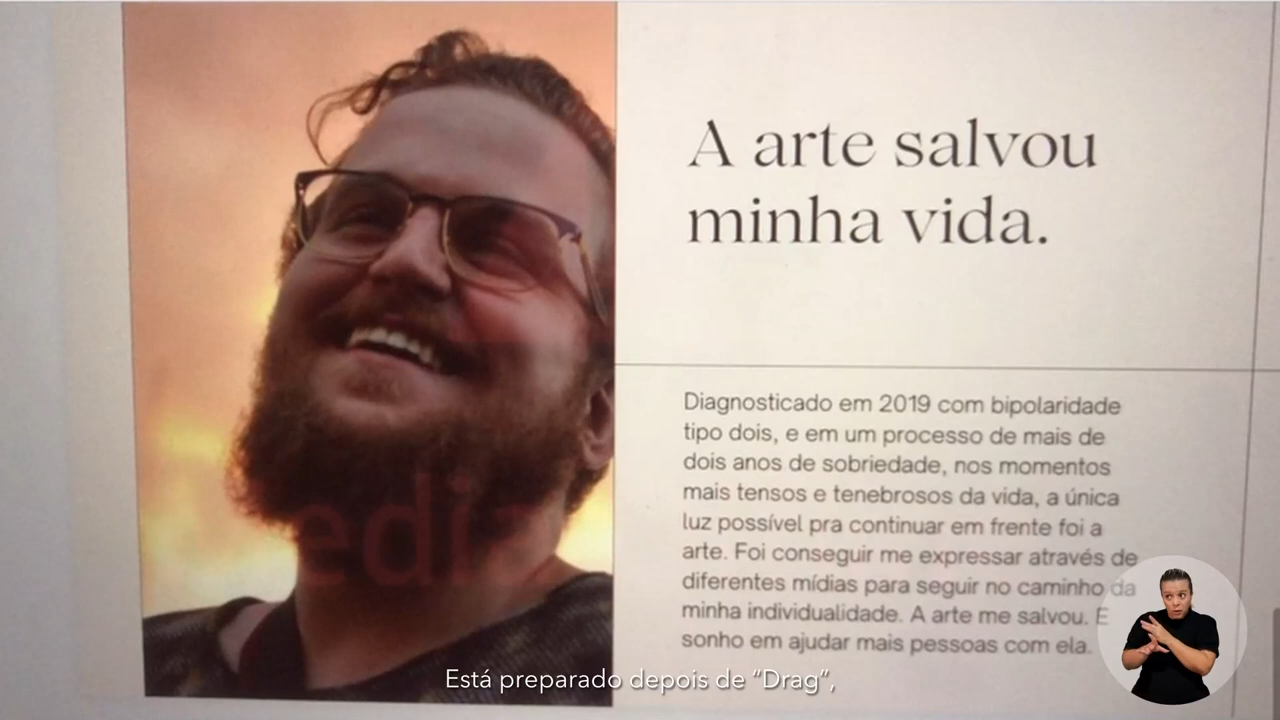 A arte salvou
minha vida.
Diagnosticado em 2019 com bipolaridade
tipo dois, e em um processo de mais de
dois anos de sobriedade, nos momentos
mais tensos e tenebrosos da vida, a única
luz possível pra continuar em frente foi a
arte. Foi conseguir me expressar através de
diferentes mídias para seguir no caminho da
minha individualidade. A arte me salvou. E
sonho em ajudar mais pessoas com ela.
Está preparado depois de “Drag”,